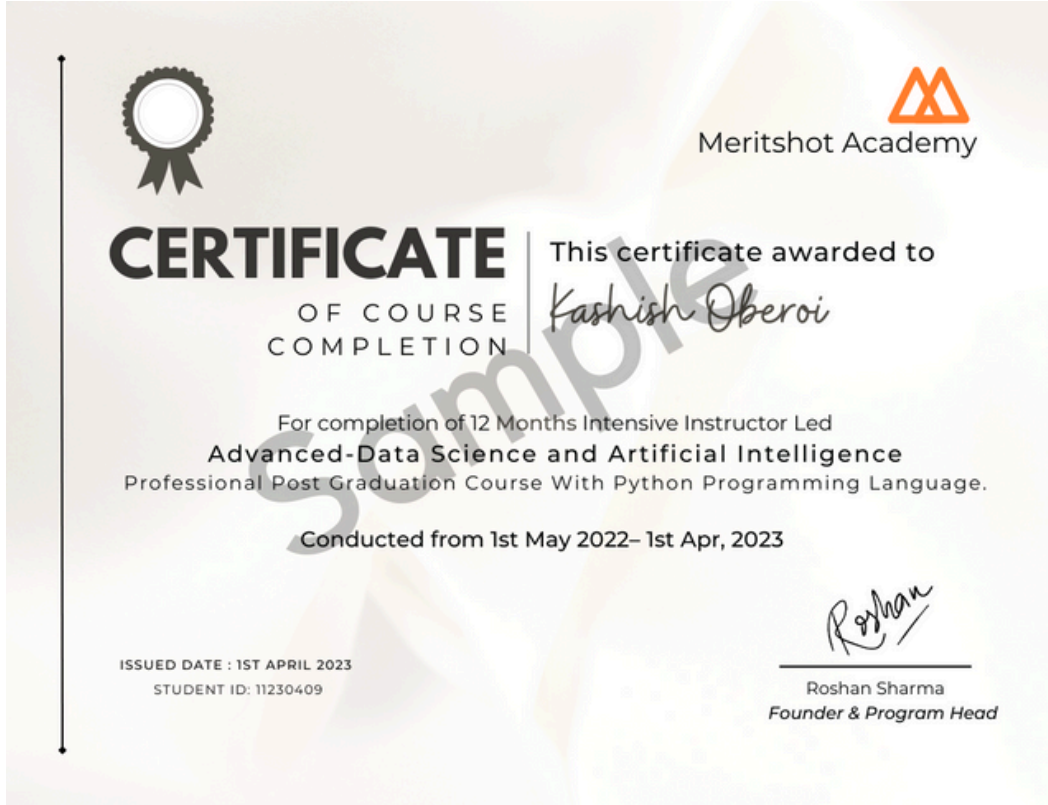 Meritshot Academy
CERTIFICATE
OF COURSE
COMPLETION
This certificate awarded to
Kashish Oberoi
Sample
For completion of 12 Months Intensive Instructor Led
Advanced-Data Science and Artificial Intelligence
Professional Post Graduation Course With Python Programming Language.
Conducted from 1st May 2022– 1st Apr, 2023
ISSUED DATE : 1ST APRIL 2023
STUDENT ID: 11230409
Roshan
Roshan Sharma
Founder & Program Head